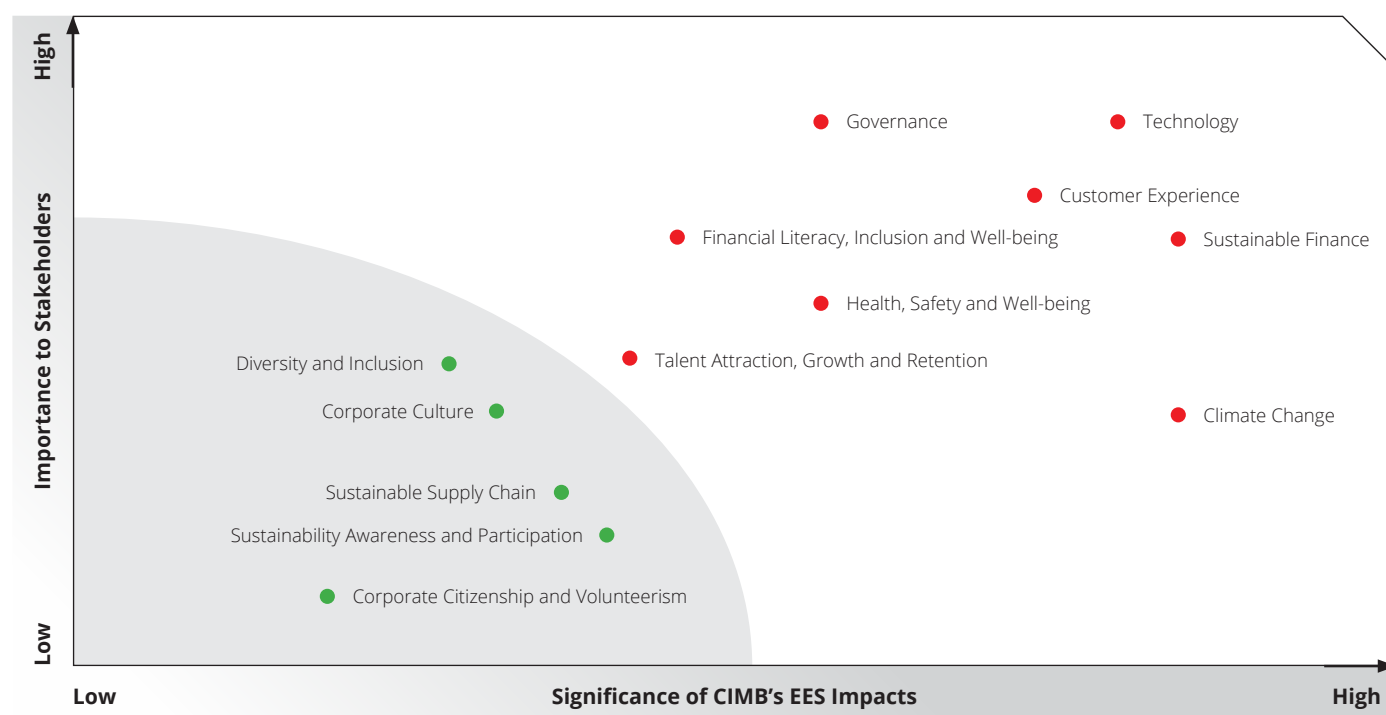 High
Importance to Stakeholders
Low
Governance
Technology
Customer Experience
Financial Literacy, Inclusion and Well-being
Sustainable Finance
Health, Safety and Well-being
Diversity and Inclusion
Talent Attraction, Growth and Retention
Corporate Culture
Climate Change
Sustainable Supply Chain
Sustainability Awareness and Participation
Corporate Citizenship and Volunteerism
Low
Significance of CIMB’s EES Impacts
High